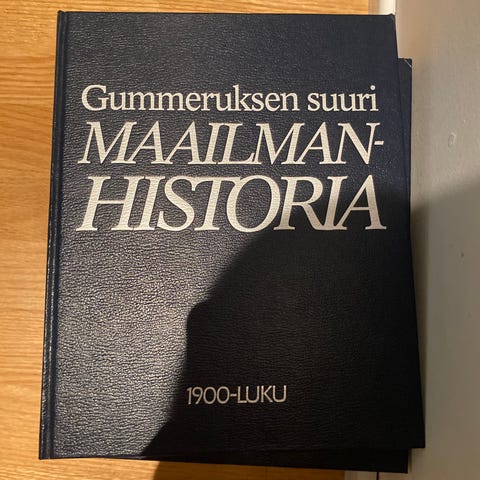 Gummeruksen suuri
MAAILMAN-
HISTORIA
1900-LUKU